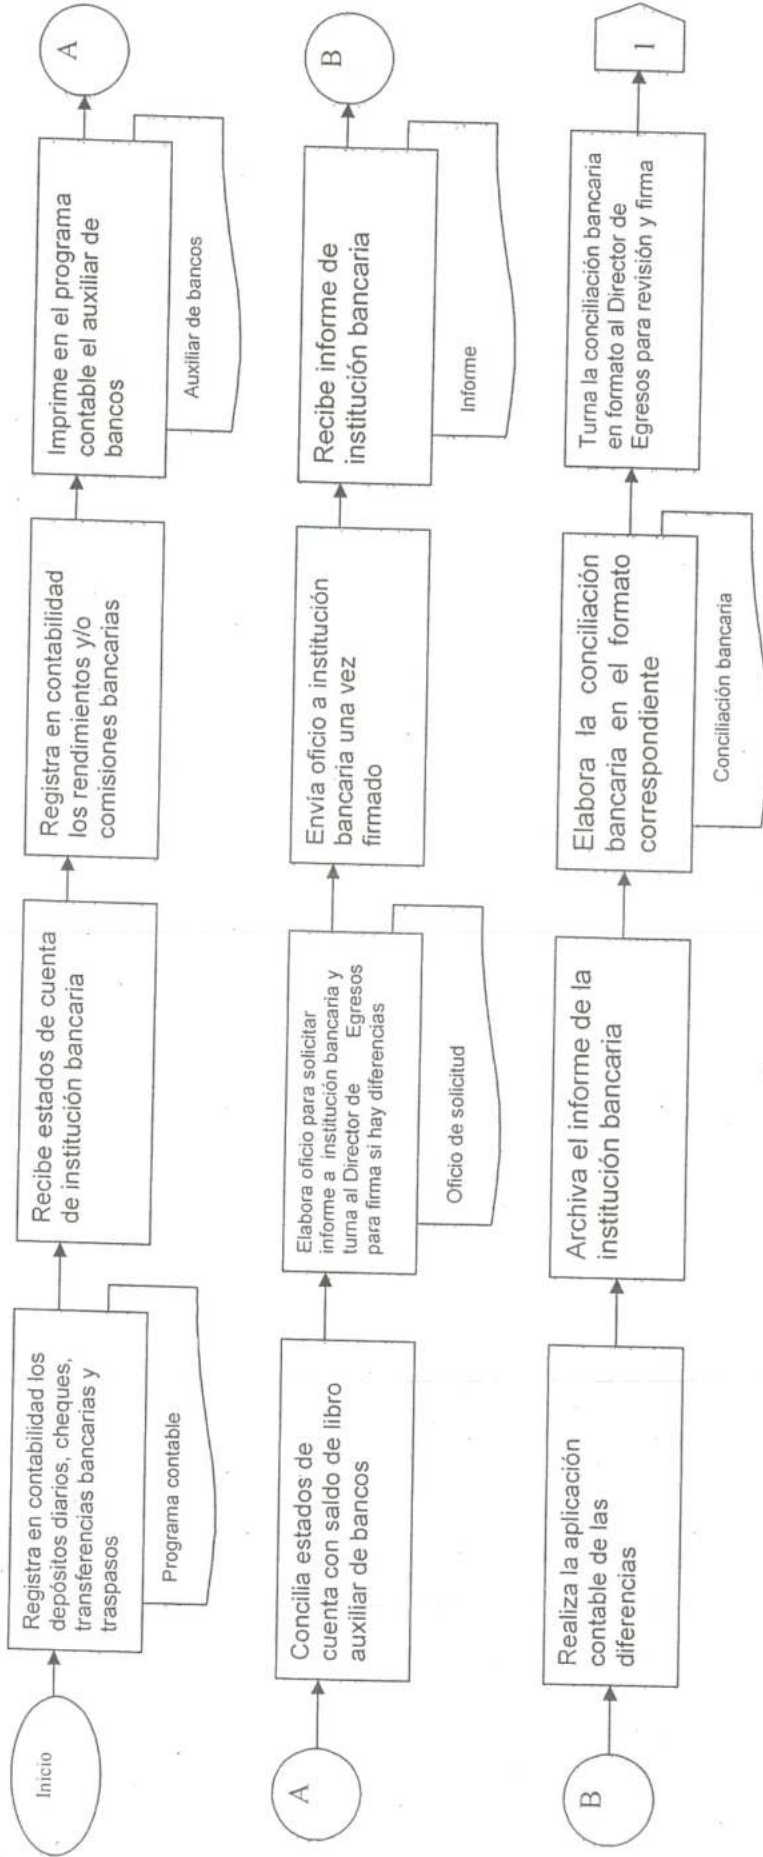 Inicio
Registra en contabilidad los
depósitos diarios, cheques,
transferencias bancarias y
traspasos
Programa contable
Recibe estados de cuenta
de institución bancaria
Registra en contabilidad
los rendimientos y/o
comisiones bancarias
Imprime en el programa
contable el auxiliar de
bancos
Auxiliar de bancos
A
A
Concilia estados de
cuenta con saldo de libro
auxiliar de bancos
Elabora oficio para solicitar
informe a institución bancaria y
turna al Director de Egresos
para firma si hay diferencias
Oficio de solicitud
Envía oficio a institución
bancaria una vez
firmado
Recibe informe de
institución bancaria
Informe
B
B
Realiza la aplicación
contable de las
diferencias
Archiva el informe de la
institución bancaria
Elabora la conciliación
bancaria en el formato
correspondiente
Conciliación bancaria
Turna la conciliación bancaria
en formato al Director de
Egresos para revisión y firma
1